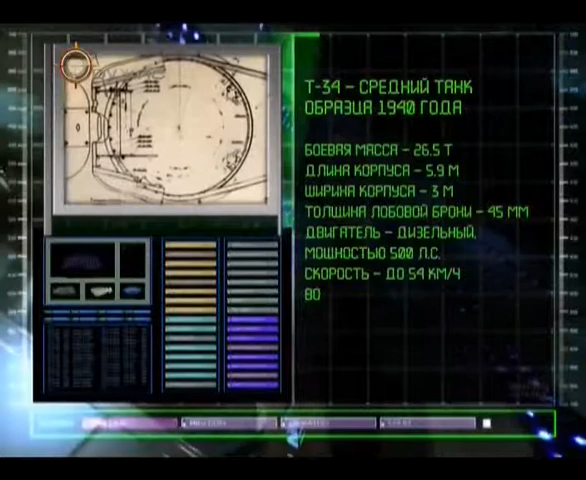 Т-34 – СРЕДНИЙ ТАНК
ОБРАЗЦА 1940 ГОДА
БОЕВАЯ МАССА – 26.5 Т
ДЛИНА КОРПУСА – 5.9 М
ШИРИНА КОРПУСА – 3 М
ТОЛЩИНА ЛОБОВОЙ БРОНИ – 45 ММ
ДВИГАТЕЛЬ – ДИЗЕЛЬНЫЙ,
МОЩНОСТЬЮ 500 Л.С.
СКОРОСТЬ – ДО 54 КМ/Ч
ВО